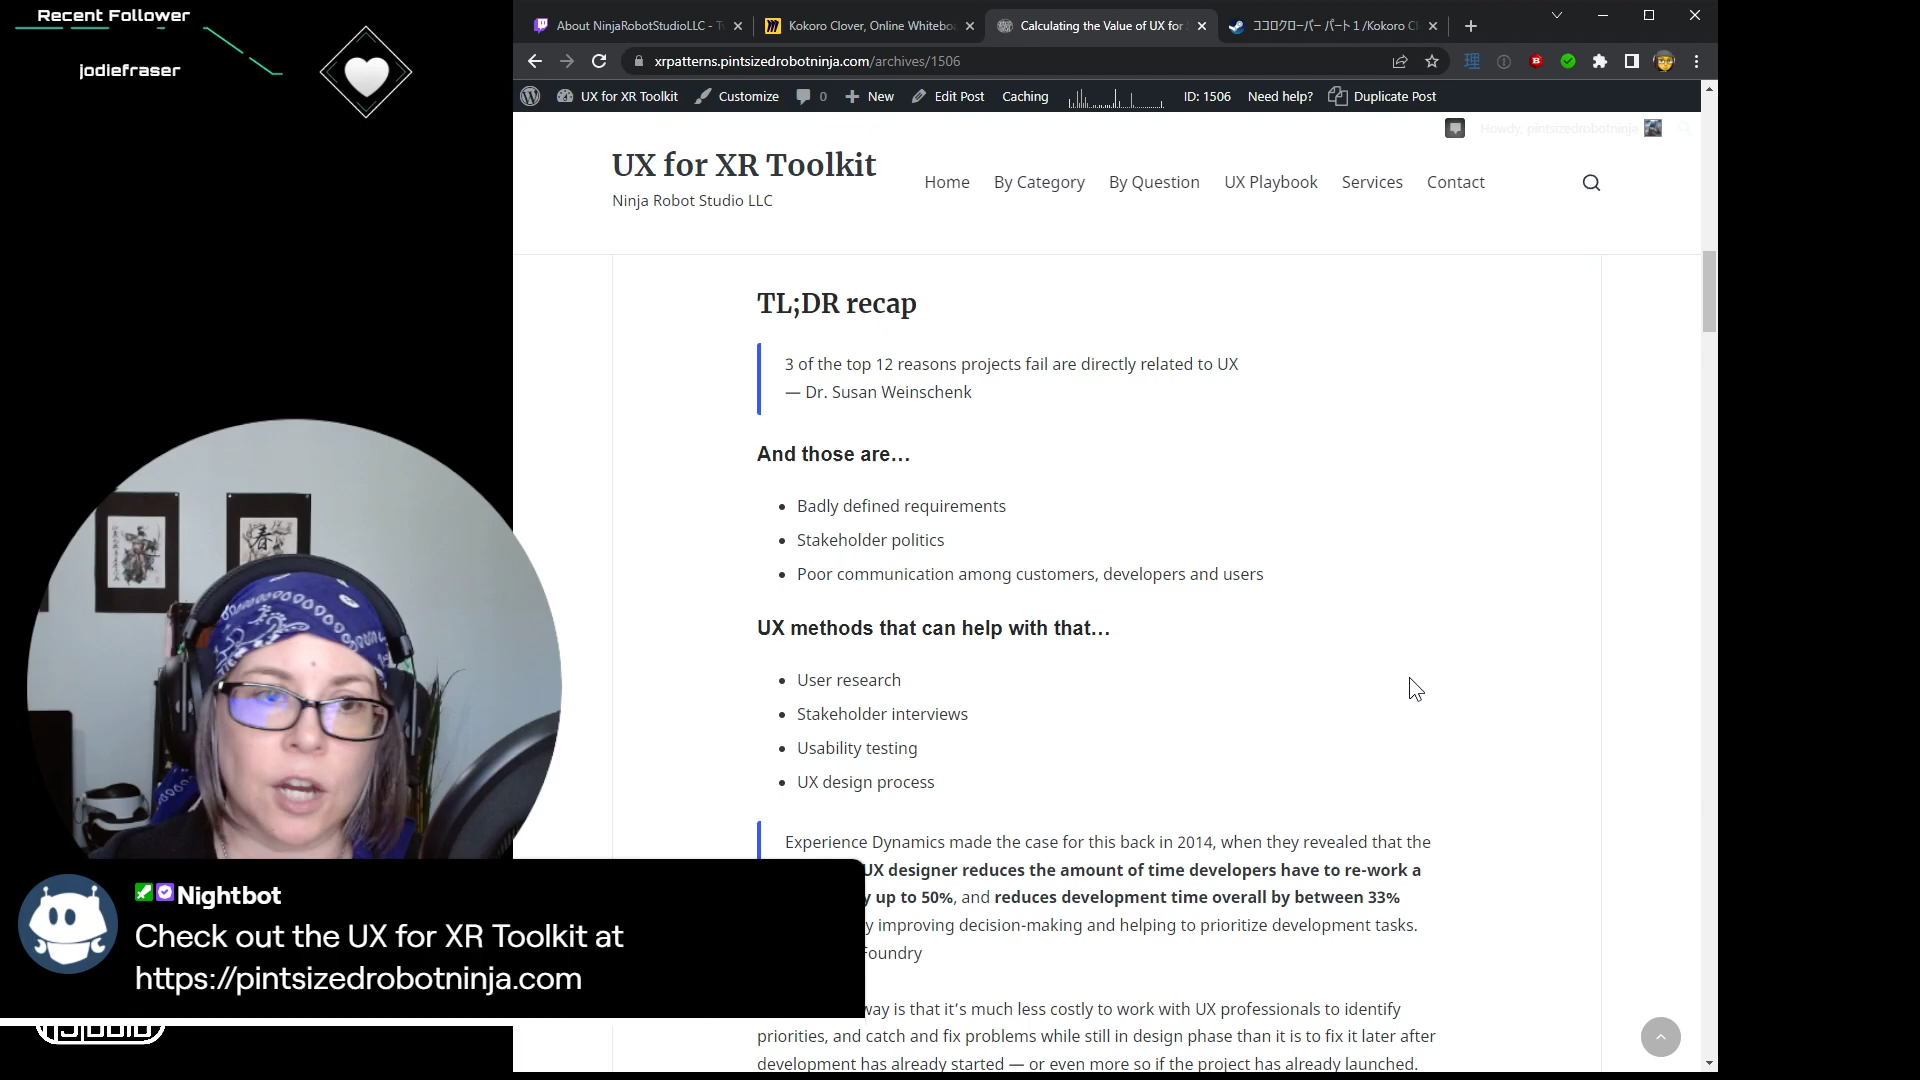 Recent Follower
jodiefraser
About NinjaRobotStudioLLC - Tw
Kokoro Clover, Online Whitebo
Calculating the Value of UX for
ココロクローバー パート１/Kokoro Cl
xrpatterns.pintsizedrobotninja.com/archives/1506
UX for XR Toolkit
Customize
0
New
Edit Post
Caching
ID: 1506
Need help?
Duplicate Post
Howdy, pintsizedrobotninja
UX for XR Toolkit
Ninja Robot Studio LLC
Home
By Category
By Question
UX Playbook
Services
Contact
TL;DR recap
3 of the top 12 reasons projects fail are directly related to UX
— Dr. Susan Weinschenk
And those are…
Badly defined requirements
Stakeholder politics
Poor communication among customers, developers and users
UX methods that can help with that…
User research
Stakeholder interviews
Usability testing
UX design process
Experience Dynamics made the case for this back in 2014, when they revealed that the
UX designer reduces the amount of time developers have to re-work a
y up to 50%, and reduces development time overall by between 33%
y improving decision-making and helping to prioritize development tasks.
Foundry
way is that it's much less costly to work with UX professionals to identify
priorities, and catch and fix problems while still in design phase than it is to fix it later after
development has already started — or even more so if the project has already launched.
春
Nightbot
Check out the UX for XR Toolkit at
https://pintsizedrobotninja.com